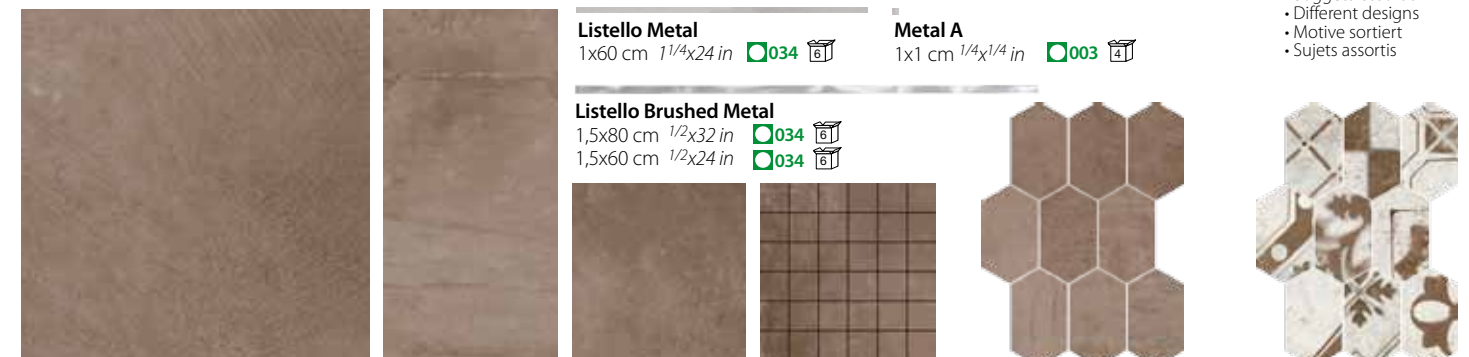 Listello Metal
1x60 cm 1 1/4x24 in 034 6
Metal A
1x1 cm 1/4x1/4 in 003 4
Listello Brushed Metal
1,5x80 cm 1/2x32 in 034 6
1,5x60 cm 1/2x24 in 034 6
• Different designs
• Motive sortiert
• Sujets assortis